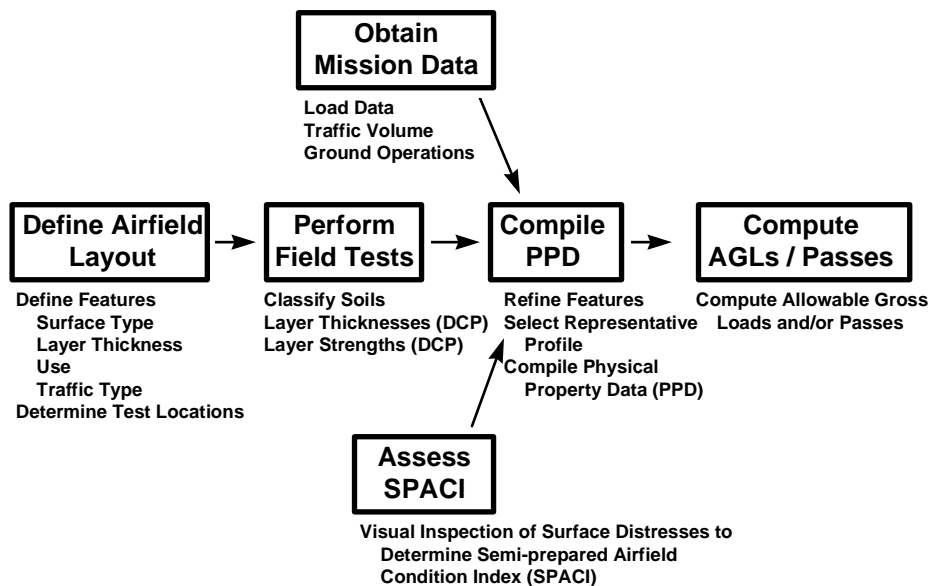 Obtain
Mission Data
Load Data
Traffic Volume
Ground Operations
Define Airfield
Layout
Define Features
Surface Type
Layer Thickness
Use
Traffic Type
Determine Test Locations
Perform
Field Tests
Classify Soils
Layer Thicknesses (DCP)
Layer Strengths (DCP)
Compile
PPD
Refine Features
Select Representative
Profile
Compile Physical
Property Data (PPD)
Compute
AGLs / Passes
Compute Allowable Gross
Loads and/or Passes
Assess
SPACI
Visual Inspection of Surface Distresses to
Determine Semi-prepared Airfield
Condition Index (SPACI)